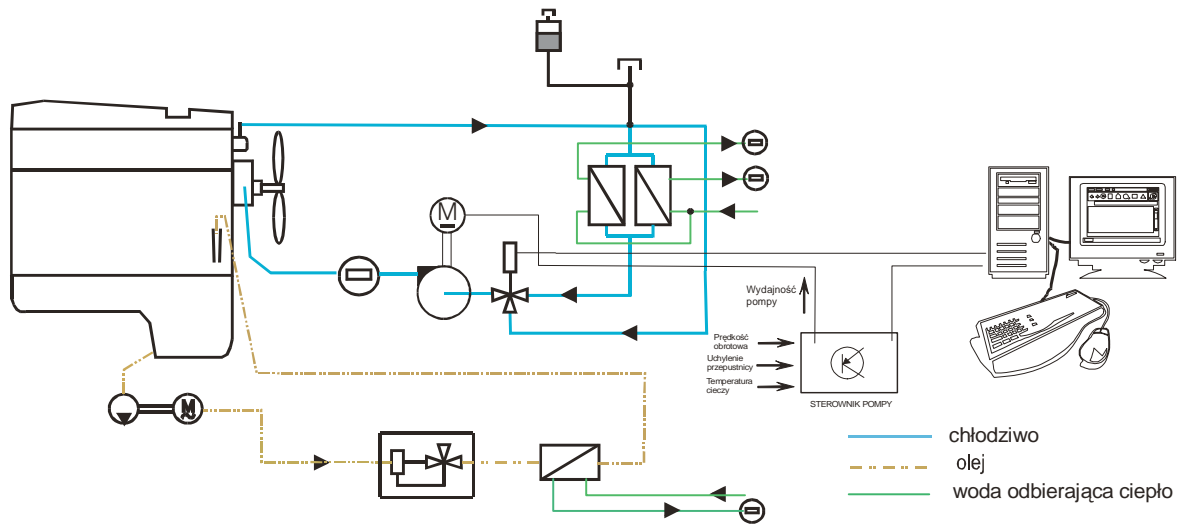 M
Wydajność
pompy
Prędkość
obrotowa
Uchylenie
przepustnicy
Temperatura
cieczy
STEROWNIK POMPY
M
chłodziwo
olej
woda odbierająca ciepło